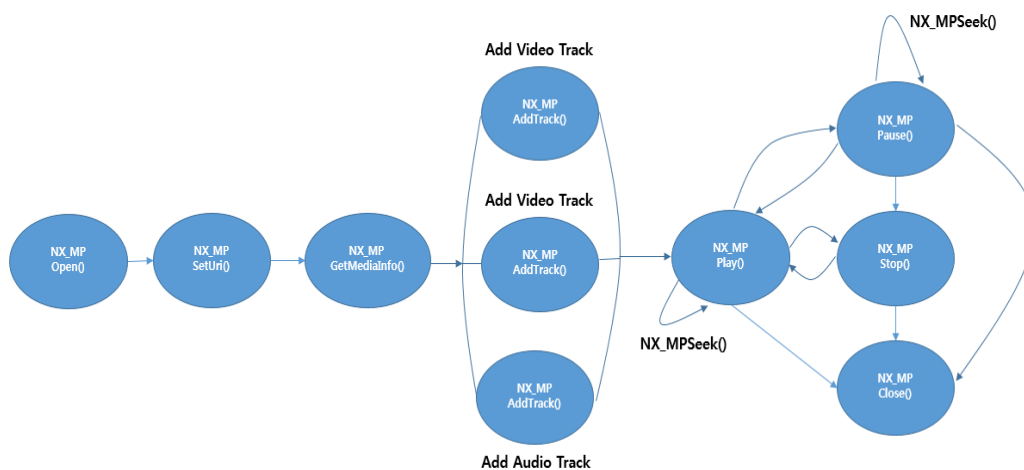 NX_MP
Open()
NX_MP
SetUri()
NX_MP
GetMediaInfo()
Add Video Track
NX_MP
AddTrack()
Add Video Track
NX_MP
AddTrack()
NX_MP
AddTrack()
Add Audio Track
NX_MP
Play()
NX_MPSeek()
NX_MPSeek()
NX_MP
Pause()
NX_MP
Stop()
NX_MP
Close()